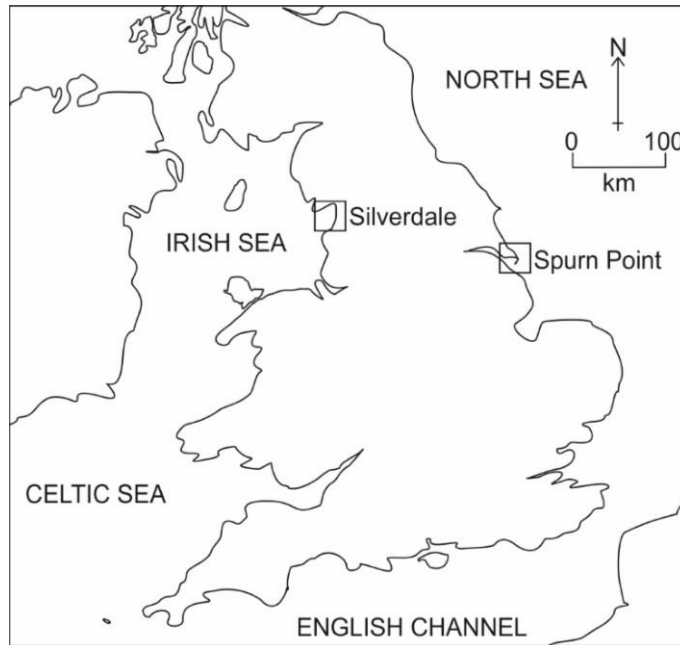 N
NORTH SEA
0 100
km
Silverdale
IRISH SEA
Spurn Point
CELTIC SEA
ENGLISH CHANNEL